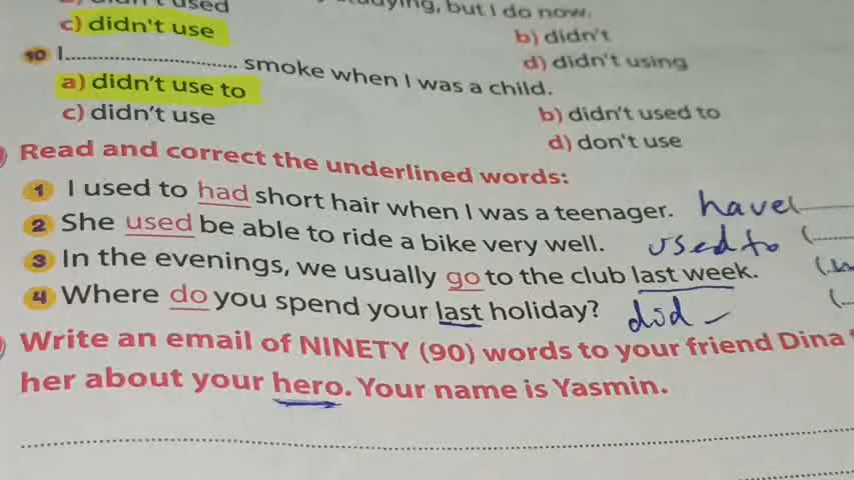 studying, but I do now.
c) didn't use
b) didn't
d) didn't using
10 I.............................. smoke when I was a child.
a) didn't use to
b) didn't used to
c) didn't use
d) don't use
Read and correct the underlined words:
1 I used to had short hair when I was a teenager. have (
2 She used be able to ride a bike very well. used to (
3 In the evenings, we usually go to the club last week. (
4 Where do you spend your last holiday? did (
Write an email of NINETY (90) words to your friend Dina
her about your hero. Your name is Yasmin.